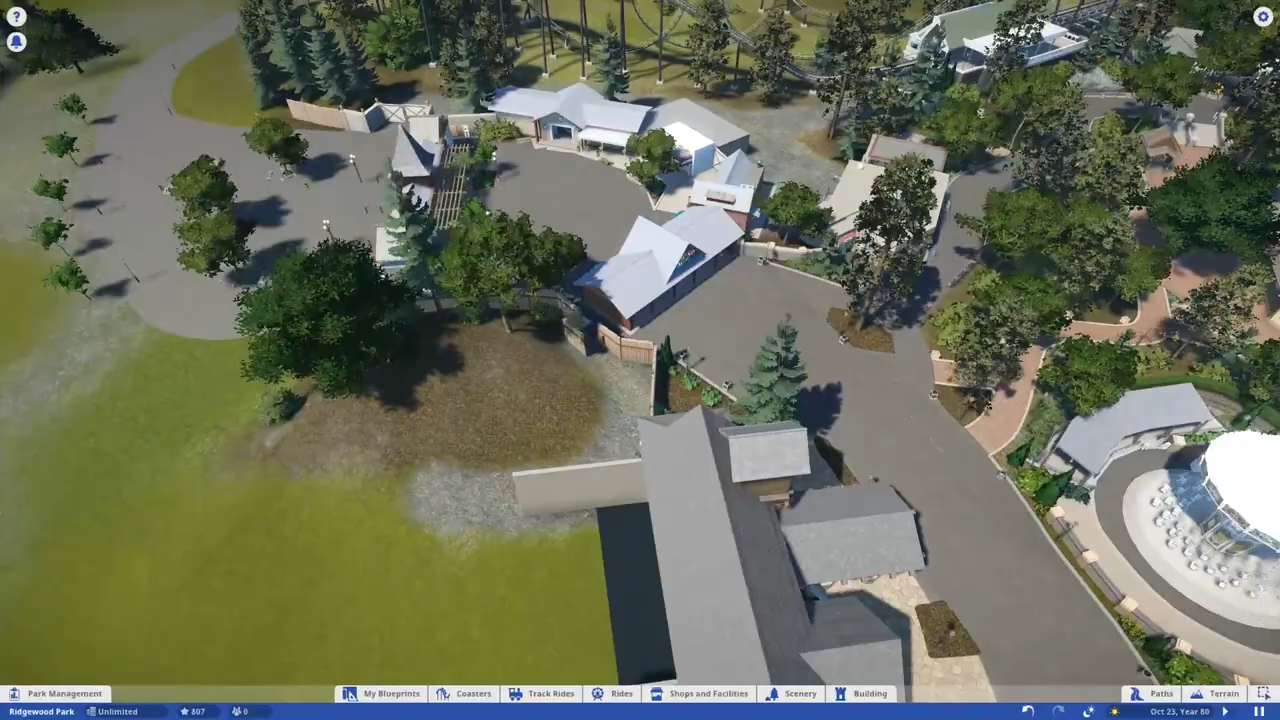 ?
Park Management
My Blueprints
Coasters
Track Rides
Rides
Shops and Facilities
Scenery
Building
Paths
Terrain
Ridgewood Park
Unlimited
807
0
Oct 23, Year 80